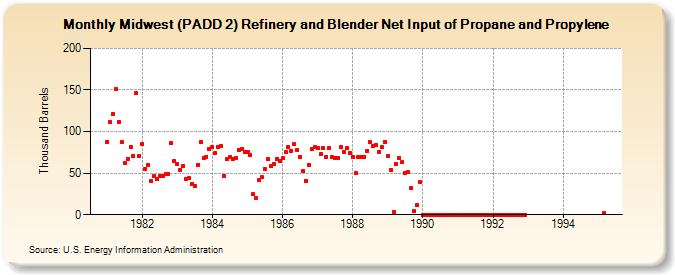 Monthly Midwest (PADD 2) Refinery and Blender Net Input of Propane and Propylene
Thousand Barrels
200
150
100
50
0
1982 1984 1986 1988 1990 1992 1994
Source: U.S. Energy Information Administration